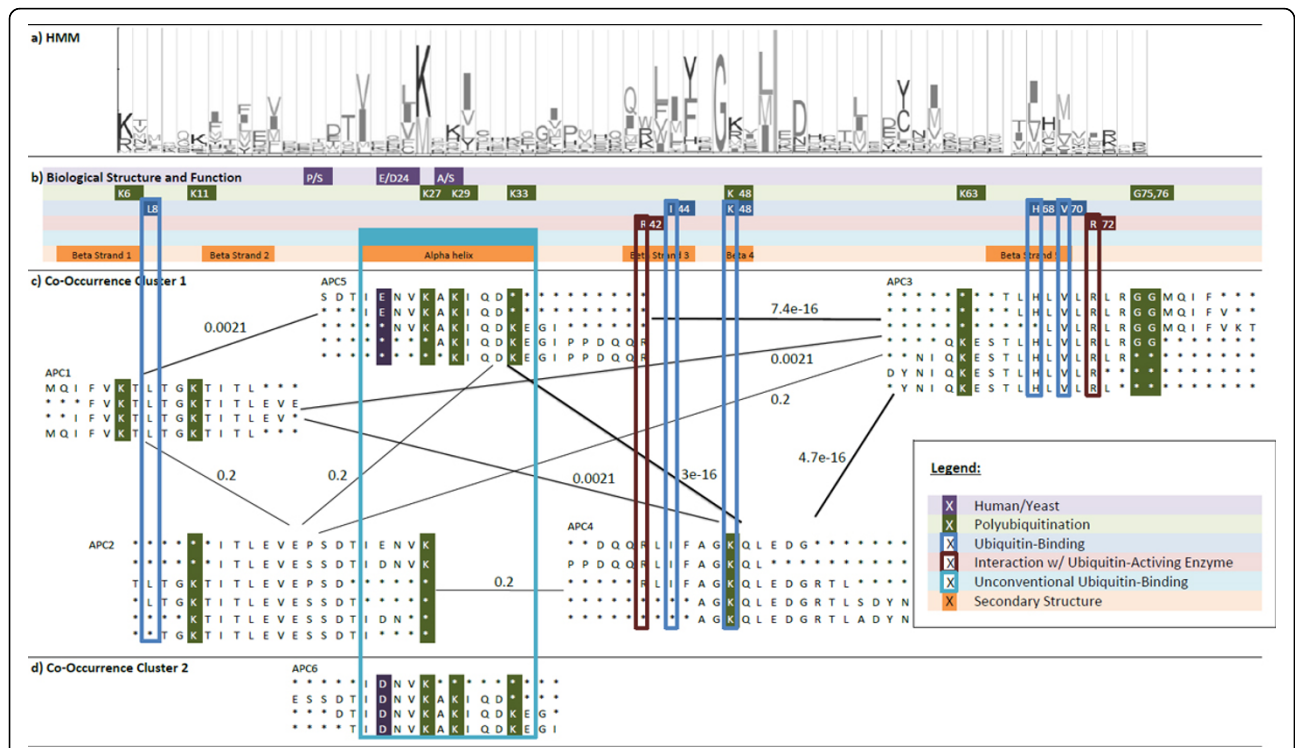 a) HMM
b) Biological Structure and Function
P/S E/D24 A/S
K6 K11 K27 K29 K33 K 48 K63 G75,76
L8 I 44 K 48 H 68 V 70
R 42 R 72
Beta Strand 1 Beta Strand 2 Alpha helix Beta Strand 3 Beta 4 Beta Strand
c) Co-Occurrence Cluster 1
APC5
S D T I E N V K A K I Q D * * * * * * * * * *
* * * I E N V K A K I Q D * * * * * * * * * *
* * * * * N V K A K I Q D K E G I * * * * * *
* * * * * * * * A K I Q D K E G I P P D Q Q R
* * * * * * * * * K I Q D K E G I P P D Q Q R
APC3
* * * * * * * * T L H L V L R L R G G M Q I F * * *
* * * * * * * * * L H L V L R L R G G M Q I F V * *
* * * * * * * * * * * L V L R L R G G M Q I F V K T
* * * * Q K E S T L H L V L R L R G G * * * * * * *
* Y N I Q K E S T L H L V L R L R * * * * * * * * *
D Y N I Q K E S T L H L V L R * * * * * * * * * * *
* Y N I Q K E S T L H L V L R L * * * * * * * * * *
0.0021
7.4e-16
0.0021
0.2
APC1
M Q I F V K T L T G K T I T L * * *
* * * F V K T L T G K T I T L E V E
* * I F V K T L T G K T I T L E V *
M Q I F V K T L T G K T I T L * * *
0.2
0.2
0.0021
3e-16
4.7e-16
APC2
* * * * * * I T L E V E P S D T I E N V K
* * * * * * I T L E V E S S D T I D N V K
T L T G K T I T L E V E P S D * * * * * *
* L T G K T I T L E V E S S D T * * * * *
* * * * K T I T L E V E S S D T I D N * *
* * T G K T I T L E V E S S D T I * * * *
0.2
APC4
* * D Q Q R L I F A G K Q L E D G * * * * * * *
P P D Q Q R L I F A G K Q L * * * * * * * * * *
* * * * * R L I F A G K Q L E D G R T L * * * *
* * * * * * * * * A G K Q L E D G R T L S D Y N
* * * * * * * * * A G K Q L E D G R T L A D Y N
Legend:
X Human/Yeast
X Polyubiquitination
X Ubiquitin-Binding
X Interaction w/ Ubiquitin-Activing Enzyme
X Unconventional Ubiquitin-Binding
X Secondary Structure
d) Co-Occurrence Cluster 2
APC6
* * * * * I D N V K * * * * * * * *
E S S D T I D N V K A K I Q D * * * *
* * * D T I D N V K A K I Q D K E G *
* * * * T I D N V K A K I Q D K E G I